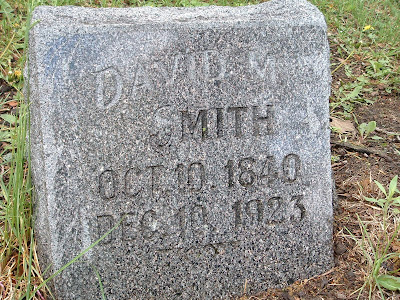 DAVID M
SMITH
OCT. 10. 1840
DEC. 10. 1923